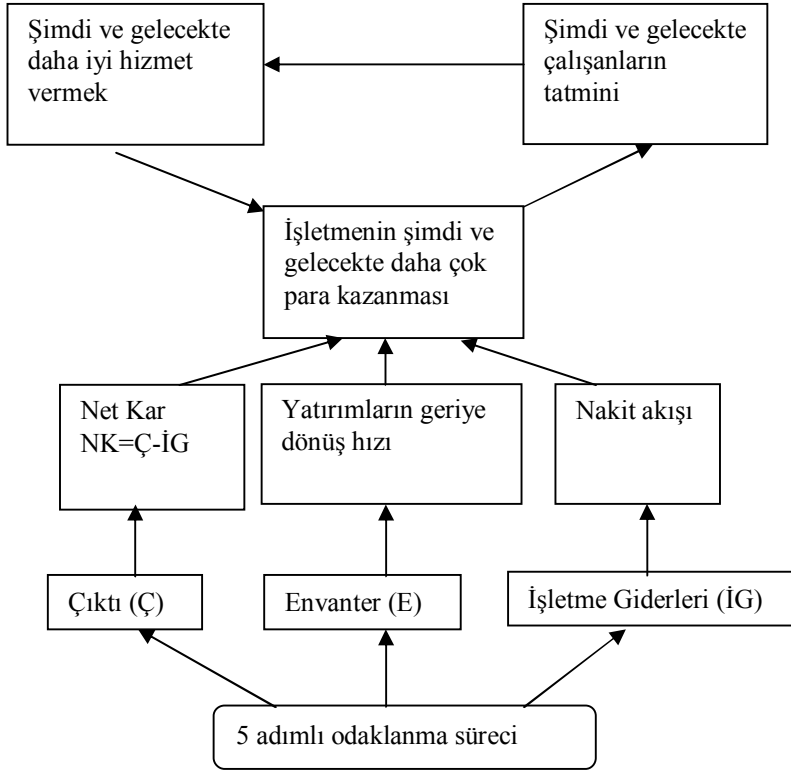 Şimdi ve gelecekte
daha iyi hizmet
vermek
Şimdi ve gelecekte
çalışanların
tatmini
İşletmenin şimdi ve
gelecekte daha çok
para kazanması
Net Kar
NK=Ç-İG
Yatırımların geriye
dönüş hızı
Nakit akışı
Çıktı (Ç)
Envanter (E)
İşletme Giderleri (İG)
5 adımlı odaklanma süreci